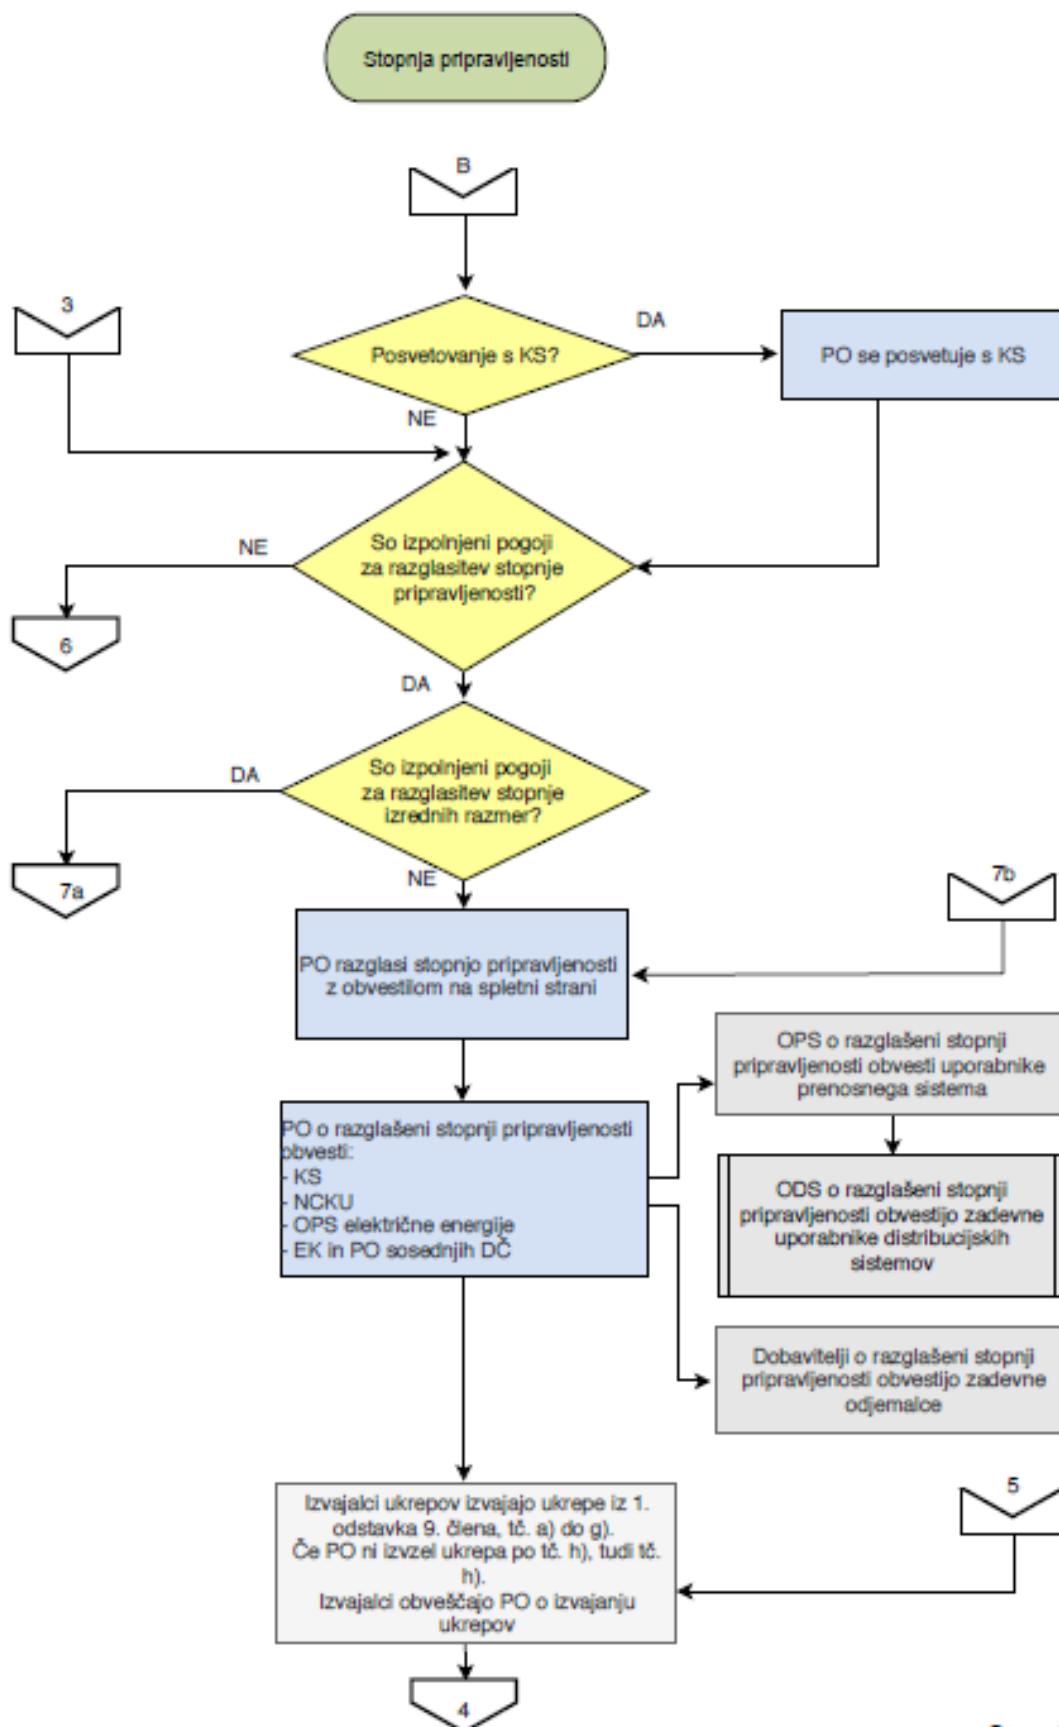 Stopnja pripravljenosti
B
3
Posvetovanje s KS?
DA
PO se posvetuje s KS
NE
So izpolnjeni pogoji
za razglasitev stopnje
pripravljenosti?
NE
6
DA
So izpolnjeni pogoji
za razglasitev stopnje
izrednih razmer?
DA
7a
NE
7b
PO razglasi stopnjo pripravljenosti
z obvestilom na spletni strani
OPS o razglašeni stopnji
pripravljenosti obvesti uporabnike
prenosnega sistema
PO o razglašeni stopnji pripravljenosti
obvesti:
- KS
- NCKU
- OPS električne energije
- EK in PO sosednjih DČ
ODS o razglašeni stopnji
pripravljenosti obvestijo zadevne
uporabnike distribucijskih
sistemov
Dobavitelji o razglašeni stopnji
pripravljenosti obvestijo zadevne
odjemalce
5
Izvajalci ukrepov izvajajo ukrepe iz 1.
odstavka 9. člena, tč. a) do g).
Če PO ni izvzel ukrepa po tč. h), tudi tč.
h).
Izvajalci obveščajo PO o izvajanju
ukrepov
4